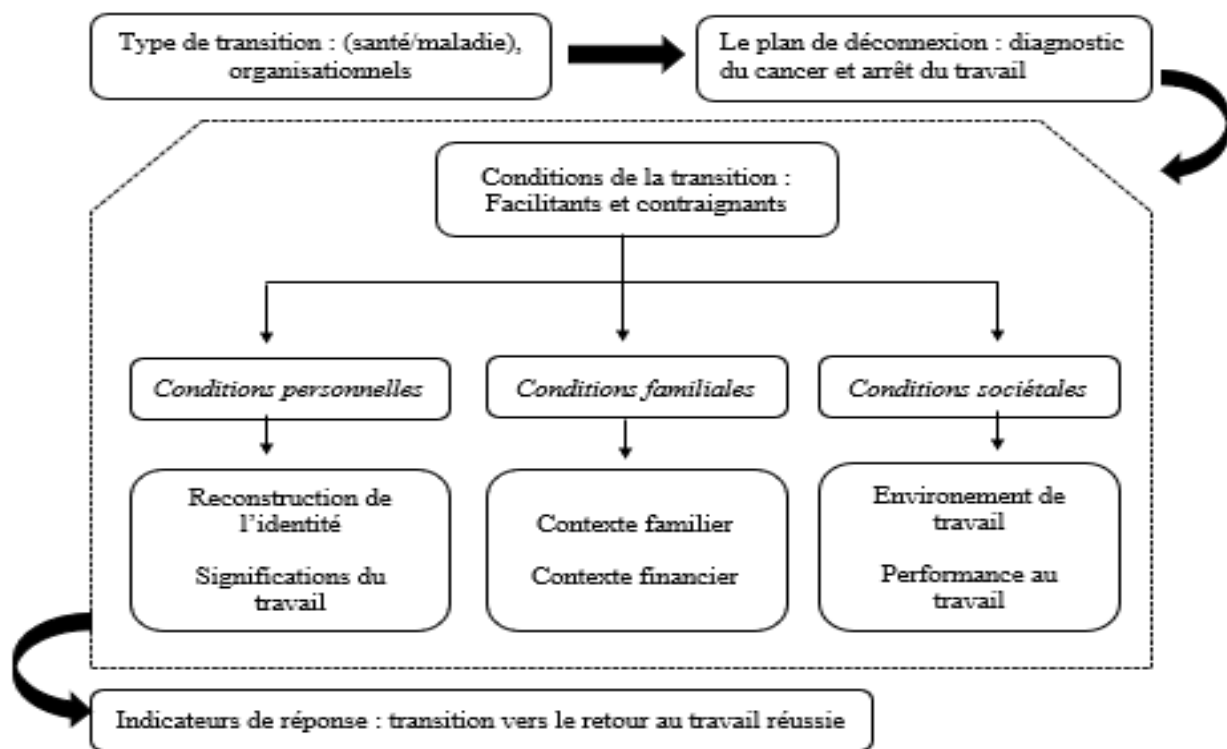 Type de transition : (santé/maladie),
organisationnels
Le plan de déconnexion : diagnostic
du cancer et arrêt du travail
Conditions de la transition :
Facilitants et contraignants
Conditions personnelles
Conditions familiales
Conditions sociétales
Reconstruction de
l’identité
Significations du
travail
Contexte familier
Contexte financier
Environement de
travail
Performance au
travail
Indicateurs de réponse : transition vers le retour au travail réussie